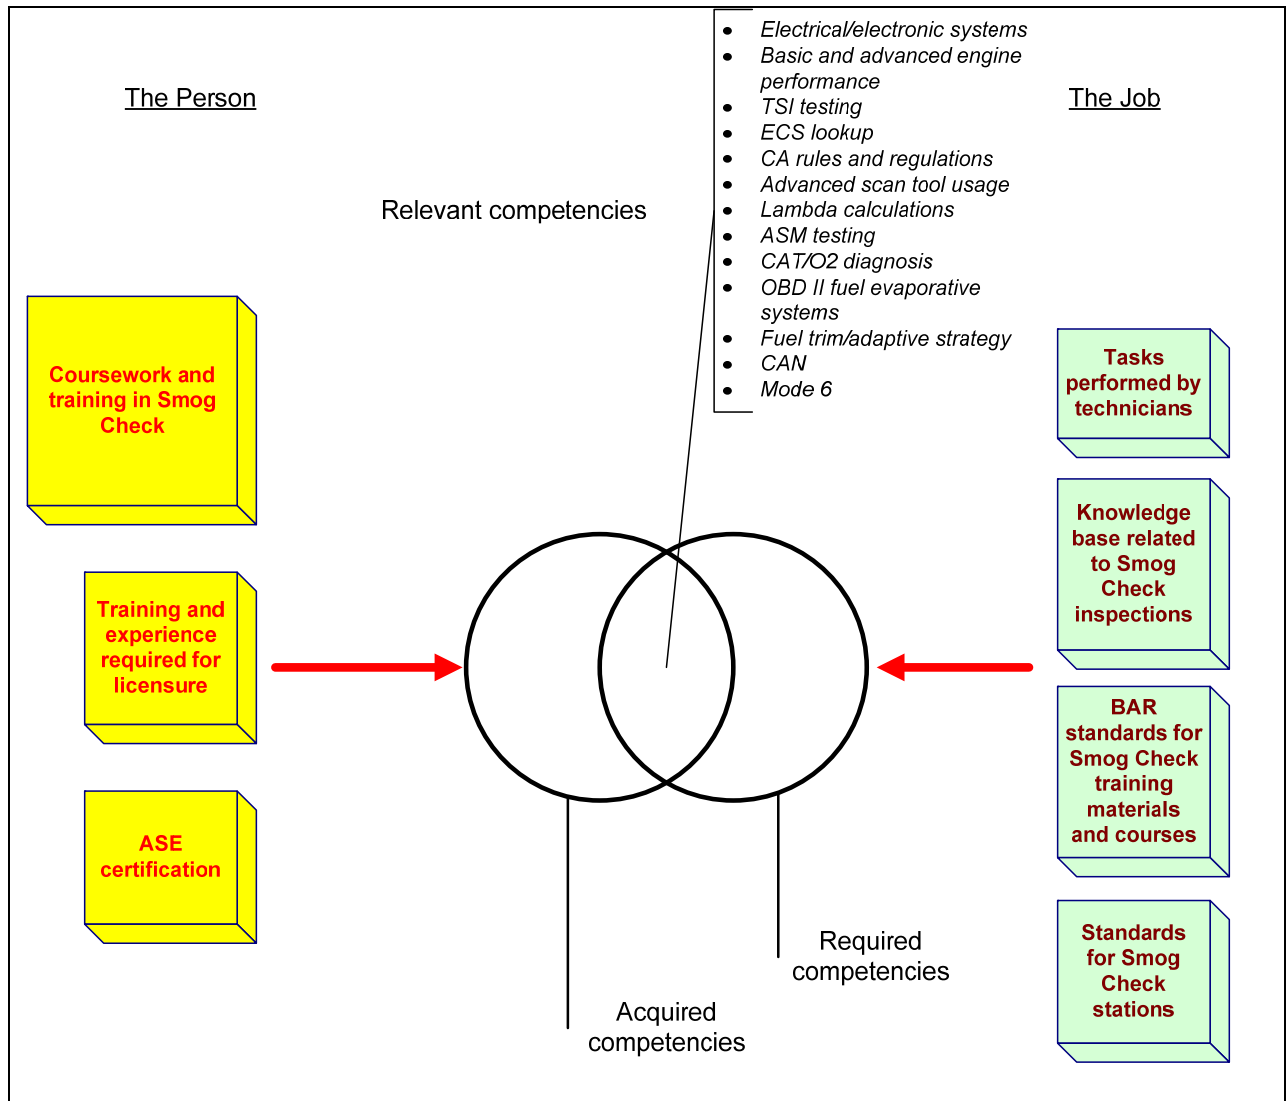 The Person
Relevant competencies
• Electrical/electronic systems
• Basic and advanced engine
performance
• TSI testing
• ECS lookup
• CA rules and regulations
• Advanced scan tool usage
• Lambda calculations
• ASM testing
• CAT/O2 diagnosis
• OBD II fuel evaporative
systems
• Fuel trim/adaptive strategy
• CAN
• Mode 6
The Job
Coursework and
training in Smog
Check
Training and
experience
required for
licensure
ASE
certification
Tasks
performed by
technicians
Knowledge
base related
to Smog
Check
inspections
BAR
standards for
Smog Check
training
materials
and courses
Standards
for Smog
Check
stations
Required
competencies
Acquired
competencies